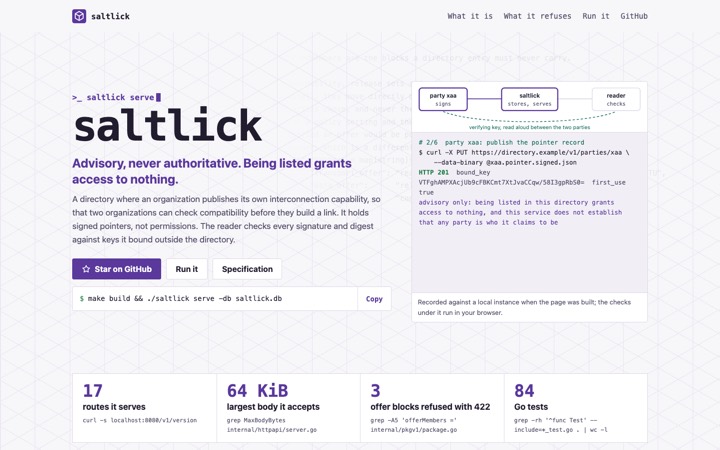 saltlick
What it is What it refuses Run it GitHub
>_ saltlick serve
saltlick
Advisory, never authoritative. Being listed grants
access to nothing.
A directory where an organization publishes its own interconnection capability, so
that two organizations can check compatibility before they build a link. It holds
signed pointers, not permissions. The reader checks every signature and digest
against keys it bound outside the directory.
Star on GitHub Run it Specification
$ make build && ./saltlick serve -db saltlick.db Copy
party xaa saltlick reader
signs stores, serves checks
verifying key, read aloud between the two parties
# 2/6 party xaa: publish the pointer record
$ curl -X PUT https://directory.example/v1/parties/xaa \
--data-binary @xaa.pointer.signed.json
HTTP 201 bound_key
VTFghAMPXAcjUb9cFBKCmt7XtJvaCCqw/58I3gpRbS0= first_use
true
advisory only: being listed in this directory grants
access to nothing, and this service does not establish
that any party is who it claims to be
Recorded against a local instance when the page was built; the checks
under it run in your browser.
17 64 KiB 3 84
routes it serves largest body it accepts offer blocks refused with 422 Go tests
curl -s localhost:8080/v1/version grep MaxBodyBytes grep -A5 'offerMembers =' grep -rh '^func Test' --
internal/httpapi/server.go internal/pkgv1/package.go include=*_test.go . | wc -l